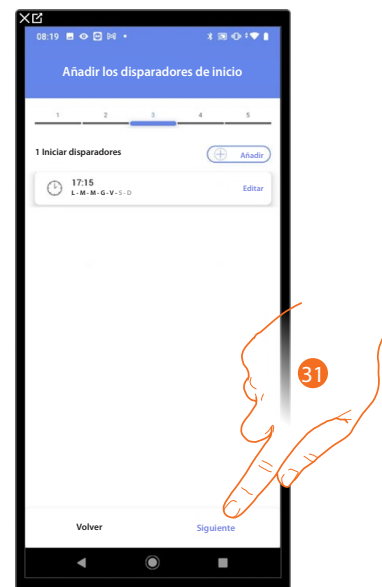 08:19
Añadir los disparadores de inicio
1 2 3 4 5
1 Iniciar disparadores
Añadir
17:15
Editar
L - M - M - G - V - S - D
31
Volver
Siguiente